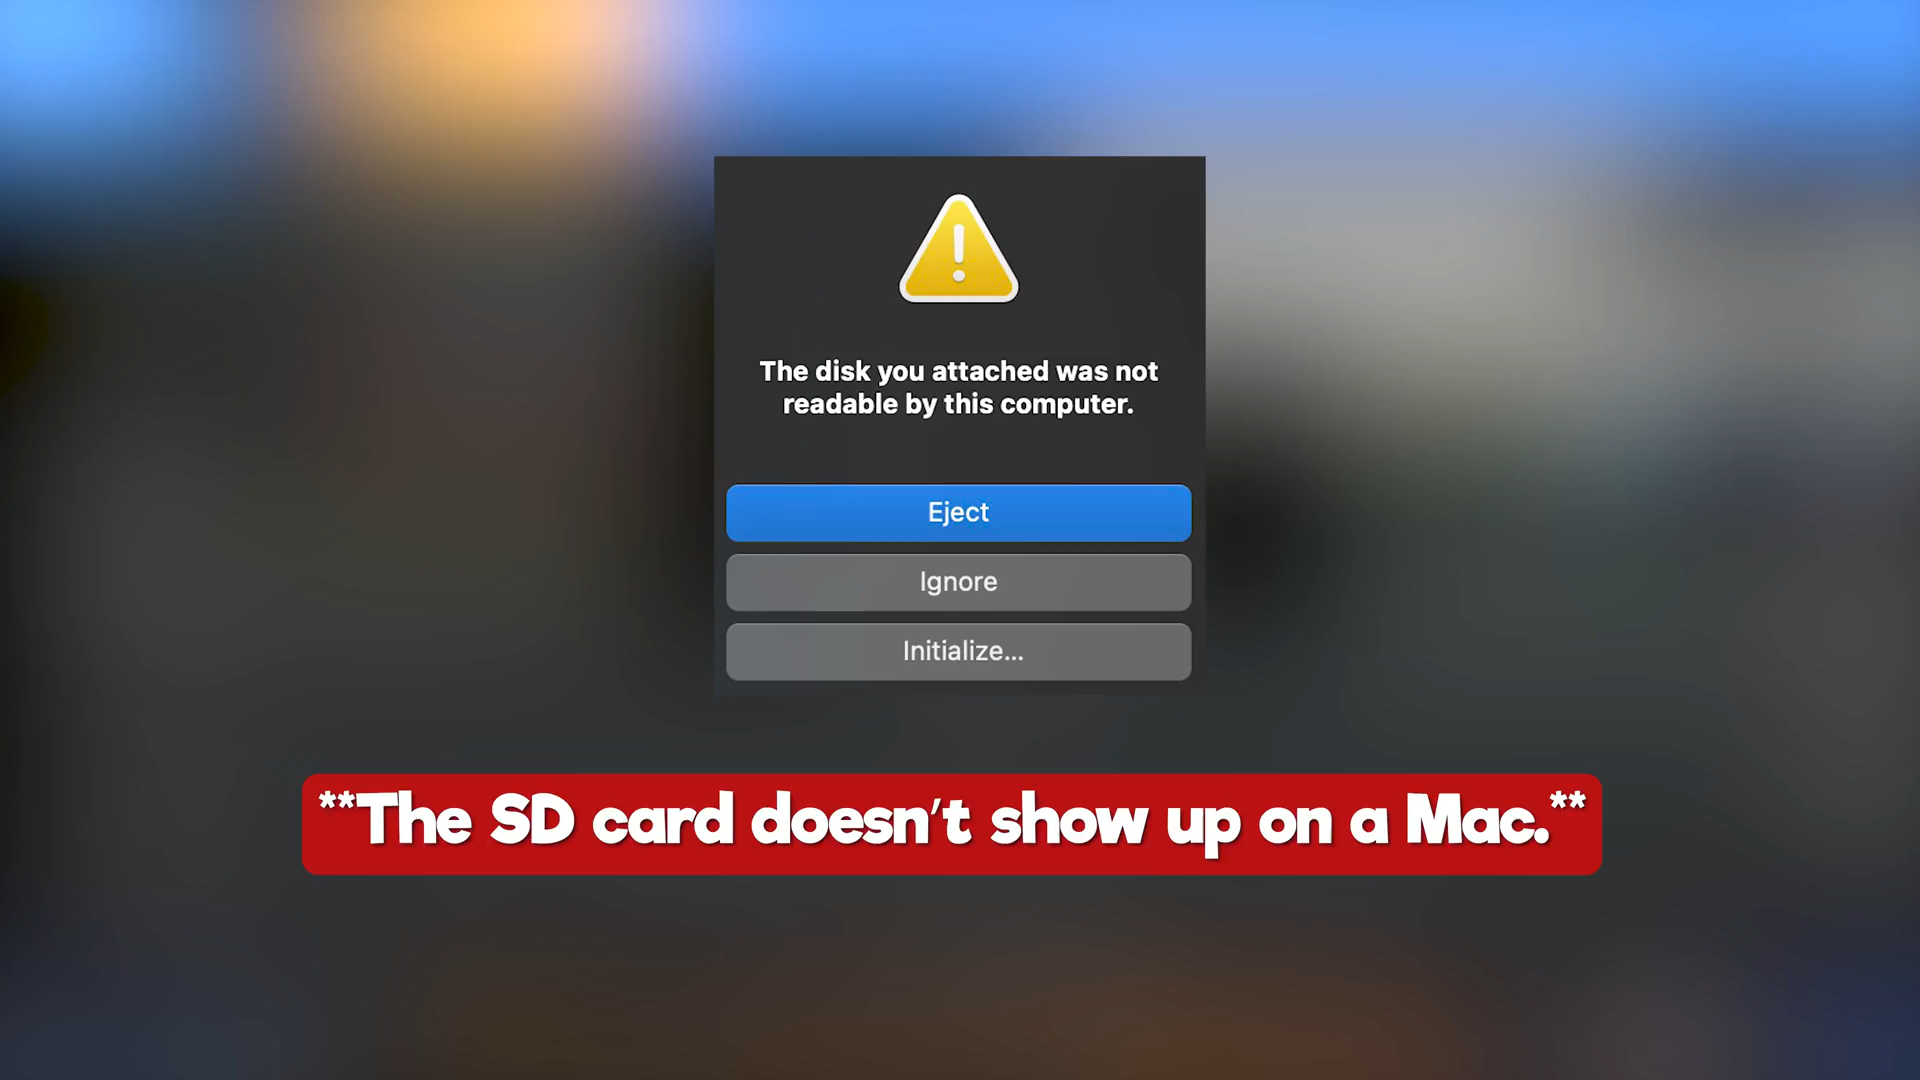 The disk you attached was not
readable by this computer.
Eject
Ignore
Initialize...
**The SD card doesn't show up on a Mac.**